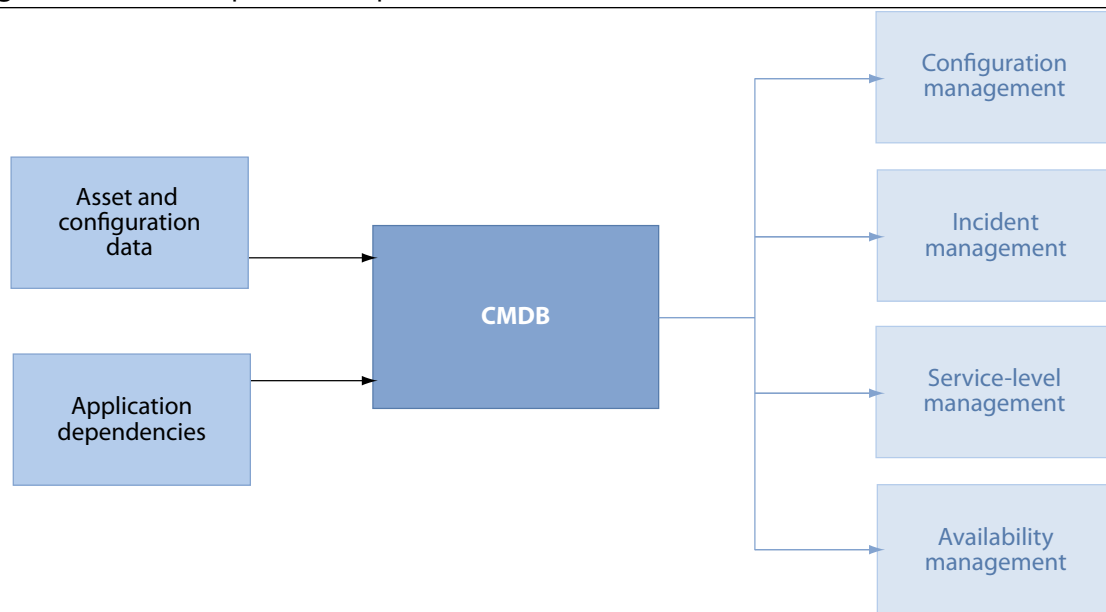 Asset and
configuration
data
Application
dependencies
CMDB
Configuration
management
Incident
management
Service-level
management
Availability
management